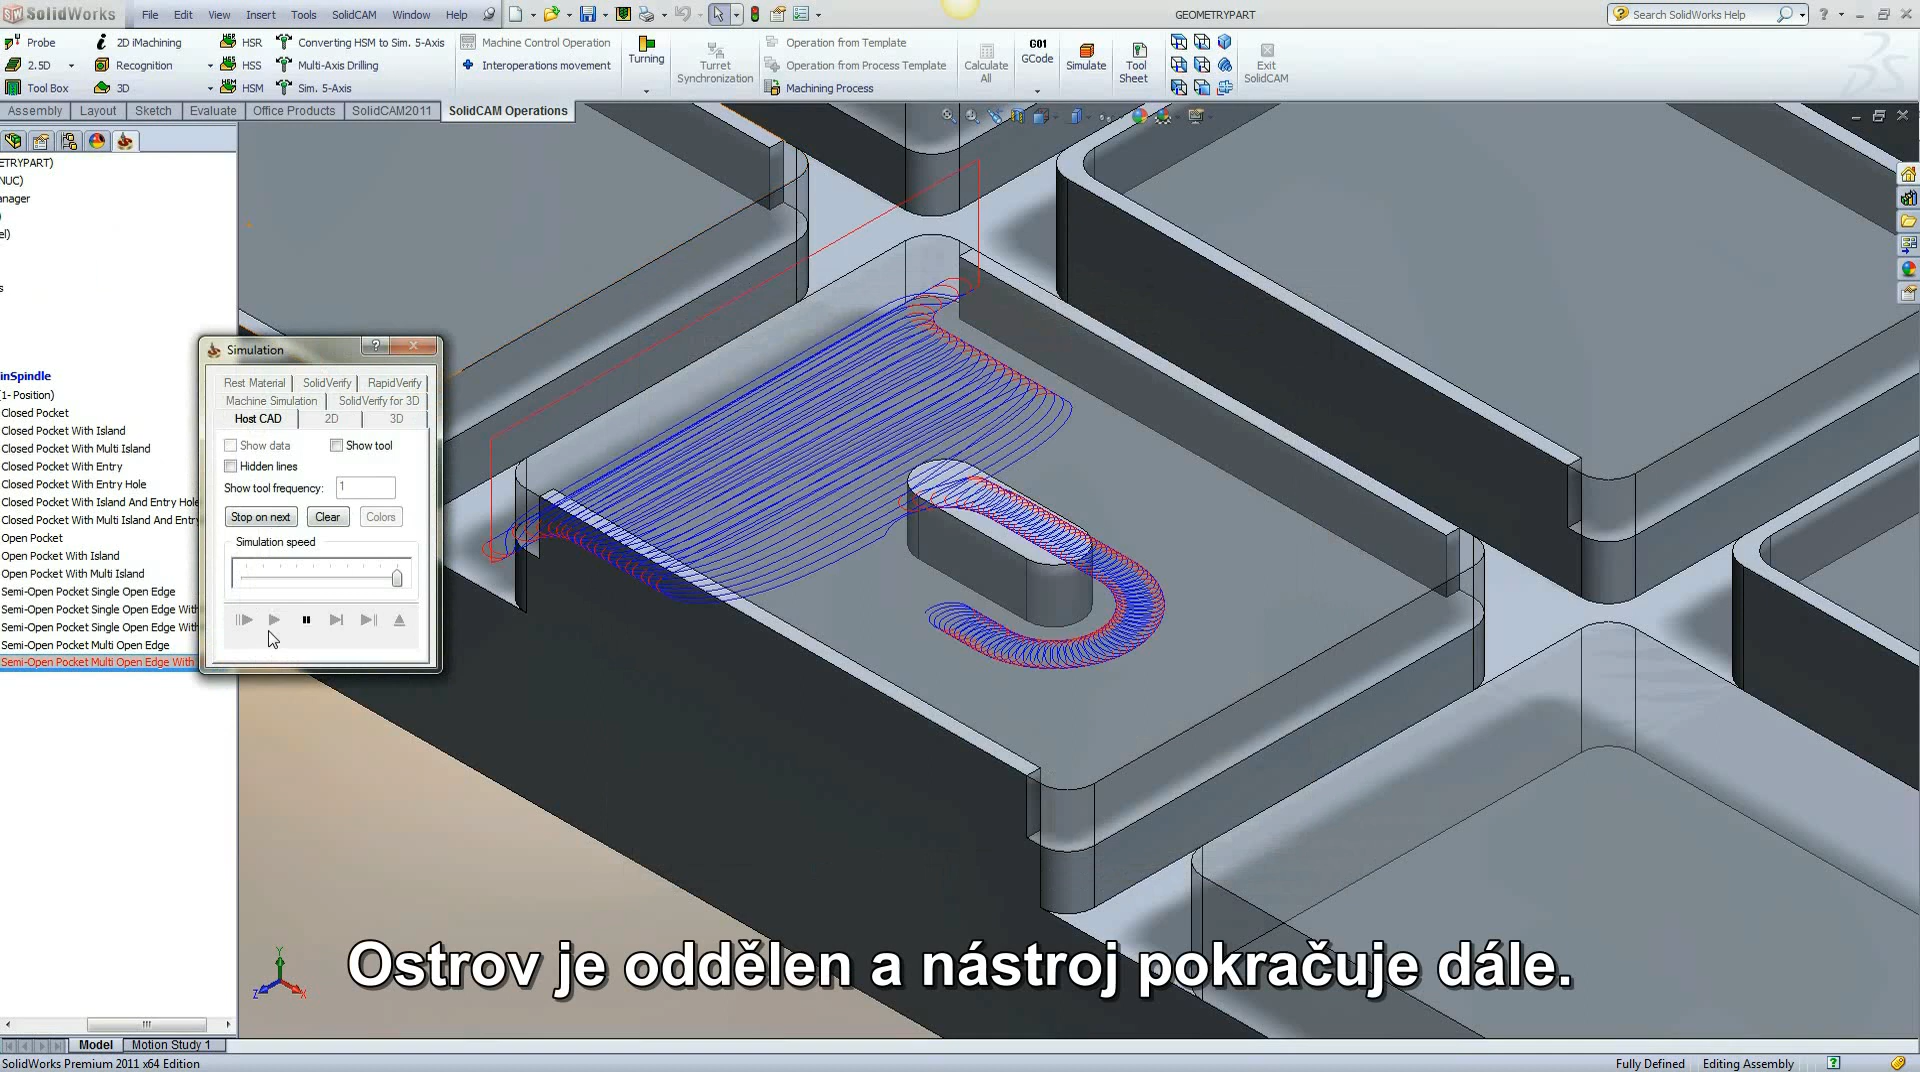 SolidWorks
File Edit View Insert Tools SolidCAM Window Help
GEOMETRYPART
Search SolidWorks Help
Probe
2.5D
Tool Box
2D iMachining
Recognition
3D
HSR
HSS
HSM
Converting HSM to Sim. 5-Axis
Multi-Axis Drilling
Sim. 5-Axis
Machine Control Operation
Interoperations movement
Turning
Turret Synchronization
Operation from Template
Operation from Process Template
Machining Process
Calculate All
G01
GCode
Simulate
Tool Sheet
Exit SolidCAM
Assembly Layout Sketch Evaluate Office Products SolidCAM2011 SolidCAM Operations
ETRYPART)
NUC)
anager
el)
s
inSpindle
(1- Position)
Closed Pocket
Closed Pocket With Island
Closed Pocket With Multi Island
Closed Pocket With Entry
Closed Pocket With Entry Hole
Closed Pocket With Island And Entry Hole
Closed Pocket With Multi Island And Entry
Open Pocket
Open Pocket With Island
Open Pocket With Multi Island
Semi-Open Pocket Single Open Edge
Semi-Open Pocket Single Open Edge With
Semi-Open Pocket Single Open Edge With
Semi-Open Pocket Multi Open Edge
Semi-Open Pocket Multi Open Edge With
Simulation
Rest Material SolidVerify RapidVerify
Machine Simulation SolidVerify for 3D
Host CAD 2D 3D
Show data Show tool
Hidden lines
Show tool frequency: 1
Stop on next Clear Colors
Simulation speed
Y
Z X
Ostrov je oddělen a nástroj pokračuje dále.
Model Motion Study 1
SolidWorks Premium 2011 x64 Edition
Fully Defined Editing Assembly